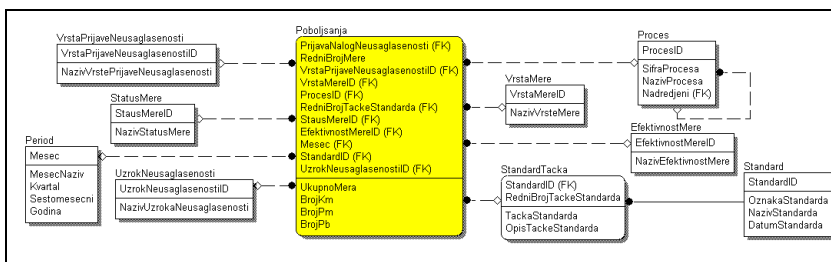 VrstaPrijaveNeusaglasenosti
VrstaPrijaveNeusaglasenostiID
NazivVrstePrijaveNeusaglasenosti
StatusMere
StausMereID
NazivStatusMere
Period
Mesec
MesecNaziv
Kvartal
Sestomesecni
Godina
UzrokNeusaglasenosti
UzrokNeusaglasenostiID
NazivUzrokaNeusaglasenosti
Poboljsanja
PrijavaNalogNeusaglasenosti (FK)
RedniBrojMere
VrstaPrijaveNeusaglasenostiID (FK)
VrstaMereID (FK)
ProcesID (FK)
RedniBrojTackeStandarda (FK)
StausMereID (FK)
EfektivnostMereID (FK)
Mesec (FK)
StandardID (FK)
UzrokNeusaglasenostiID (FK)
UkupnoMera
BrojKm
BrojPm
BrojPb
VrstaMere
VrstaMereID
NazivVrsteMere
Proces
ProcesID
SifraProcesa
NazivProcesa
Nadredjeni (FK)
EfektivnostMere
EfektivnostMereID
NazivEfektivnostMere
StandardTacka
StandardID (FK)
RedniBrojTackeStandarda
TackaStandarda
OpisTackeStandarda
Standard
StandardID
OznakaStandarda
NazivStandarda
DatumStandarda